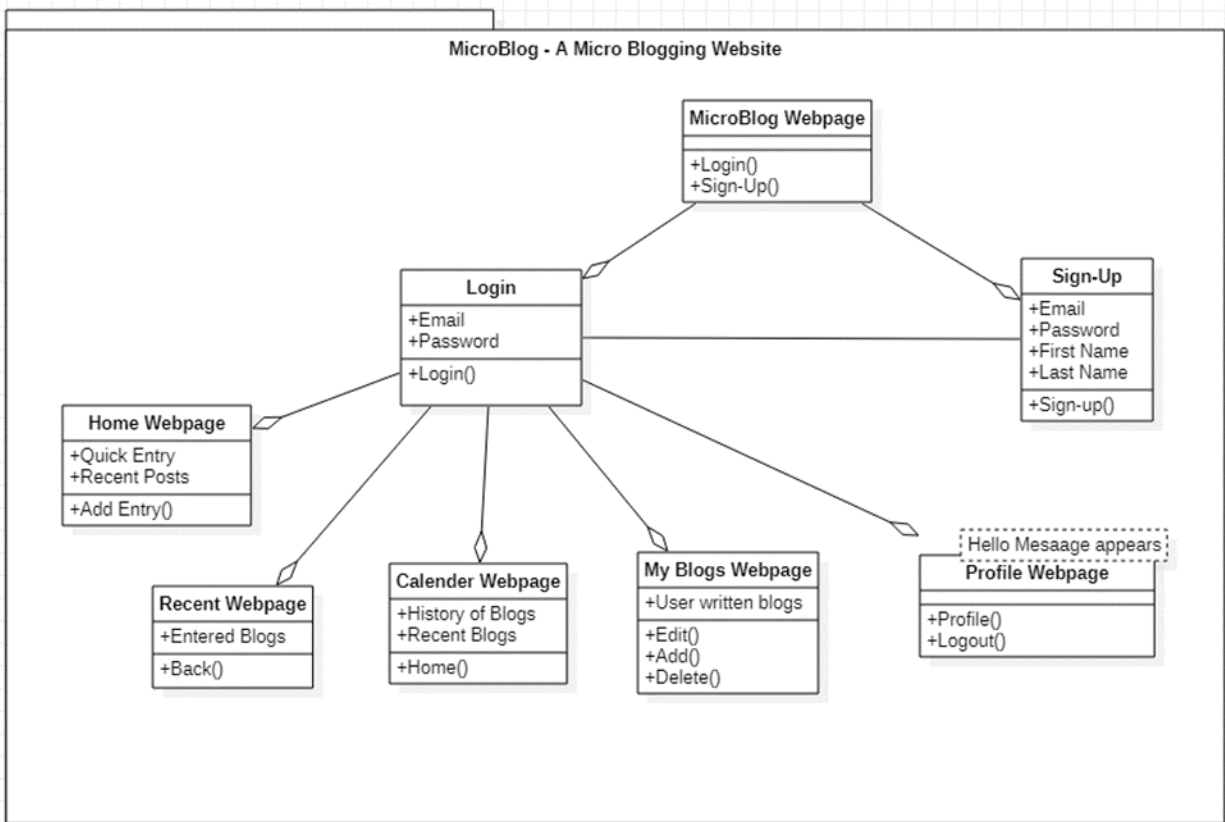 MicroBlog - A Micro Blogging Website
MicroBlog Webpage
+Login()
+Sign-Up()
Login
+Email
+Password
+Login()
Sign-Up
+Email
+Password
+First Name
+Last Name
+Sign-up()
Home Webpage
+Quick Entry
+Recent Posts
+Add Entry()
Recent Webpage
+Entered Blogs
+Back()
Calender Webpage
+History of Blogs
+Recent Blogs
+Home()
My Blogs Webpage
+User written blogs
+Edit()
+Add()
+Delete()
Hello Mesaage appears
Profile Webpage
+Profile()
+Logout()